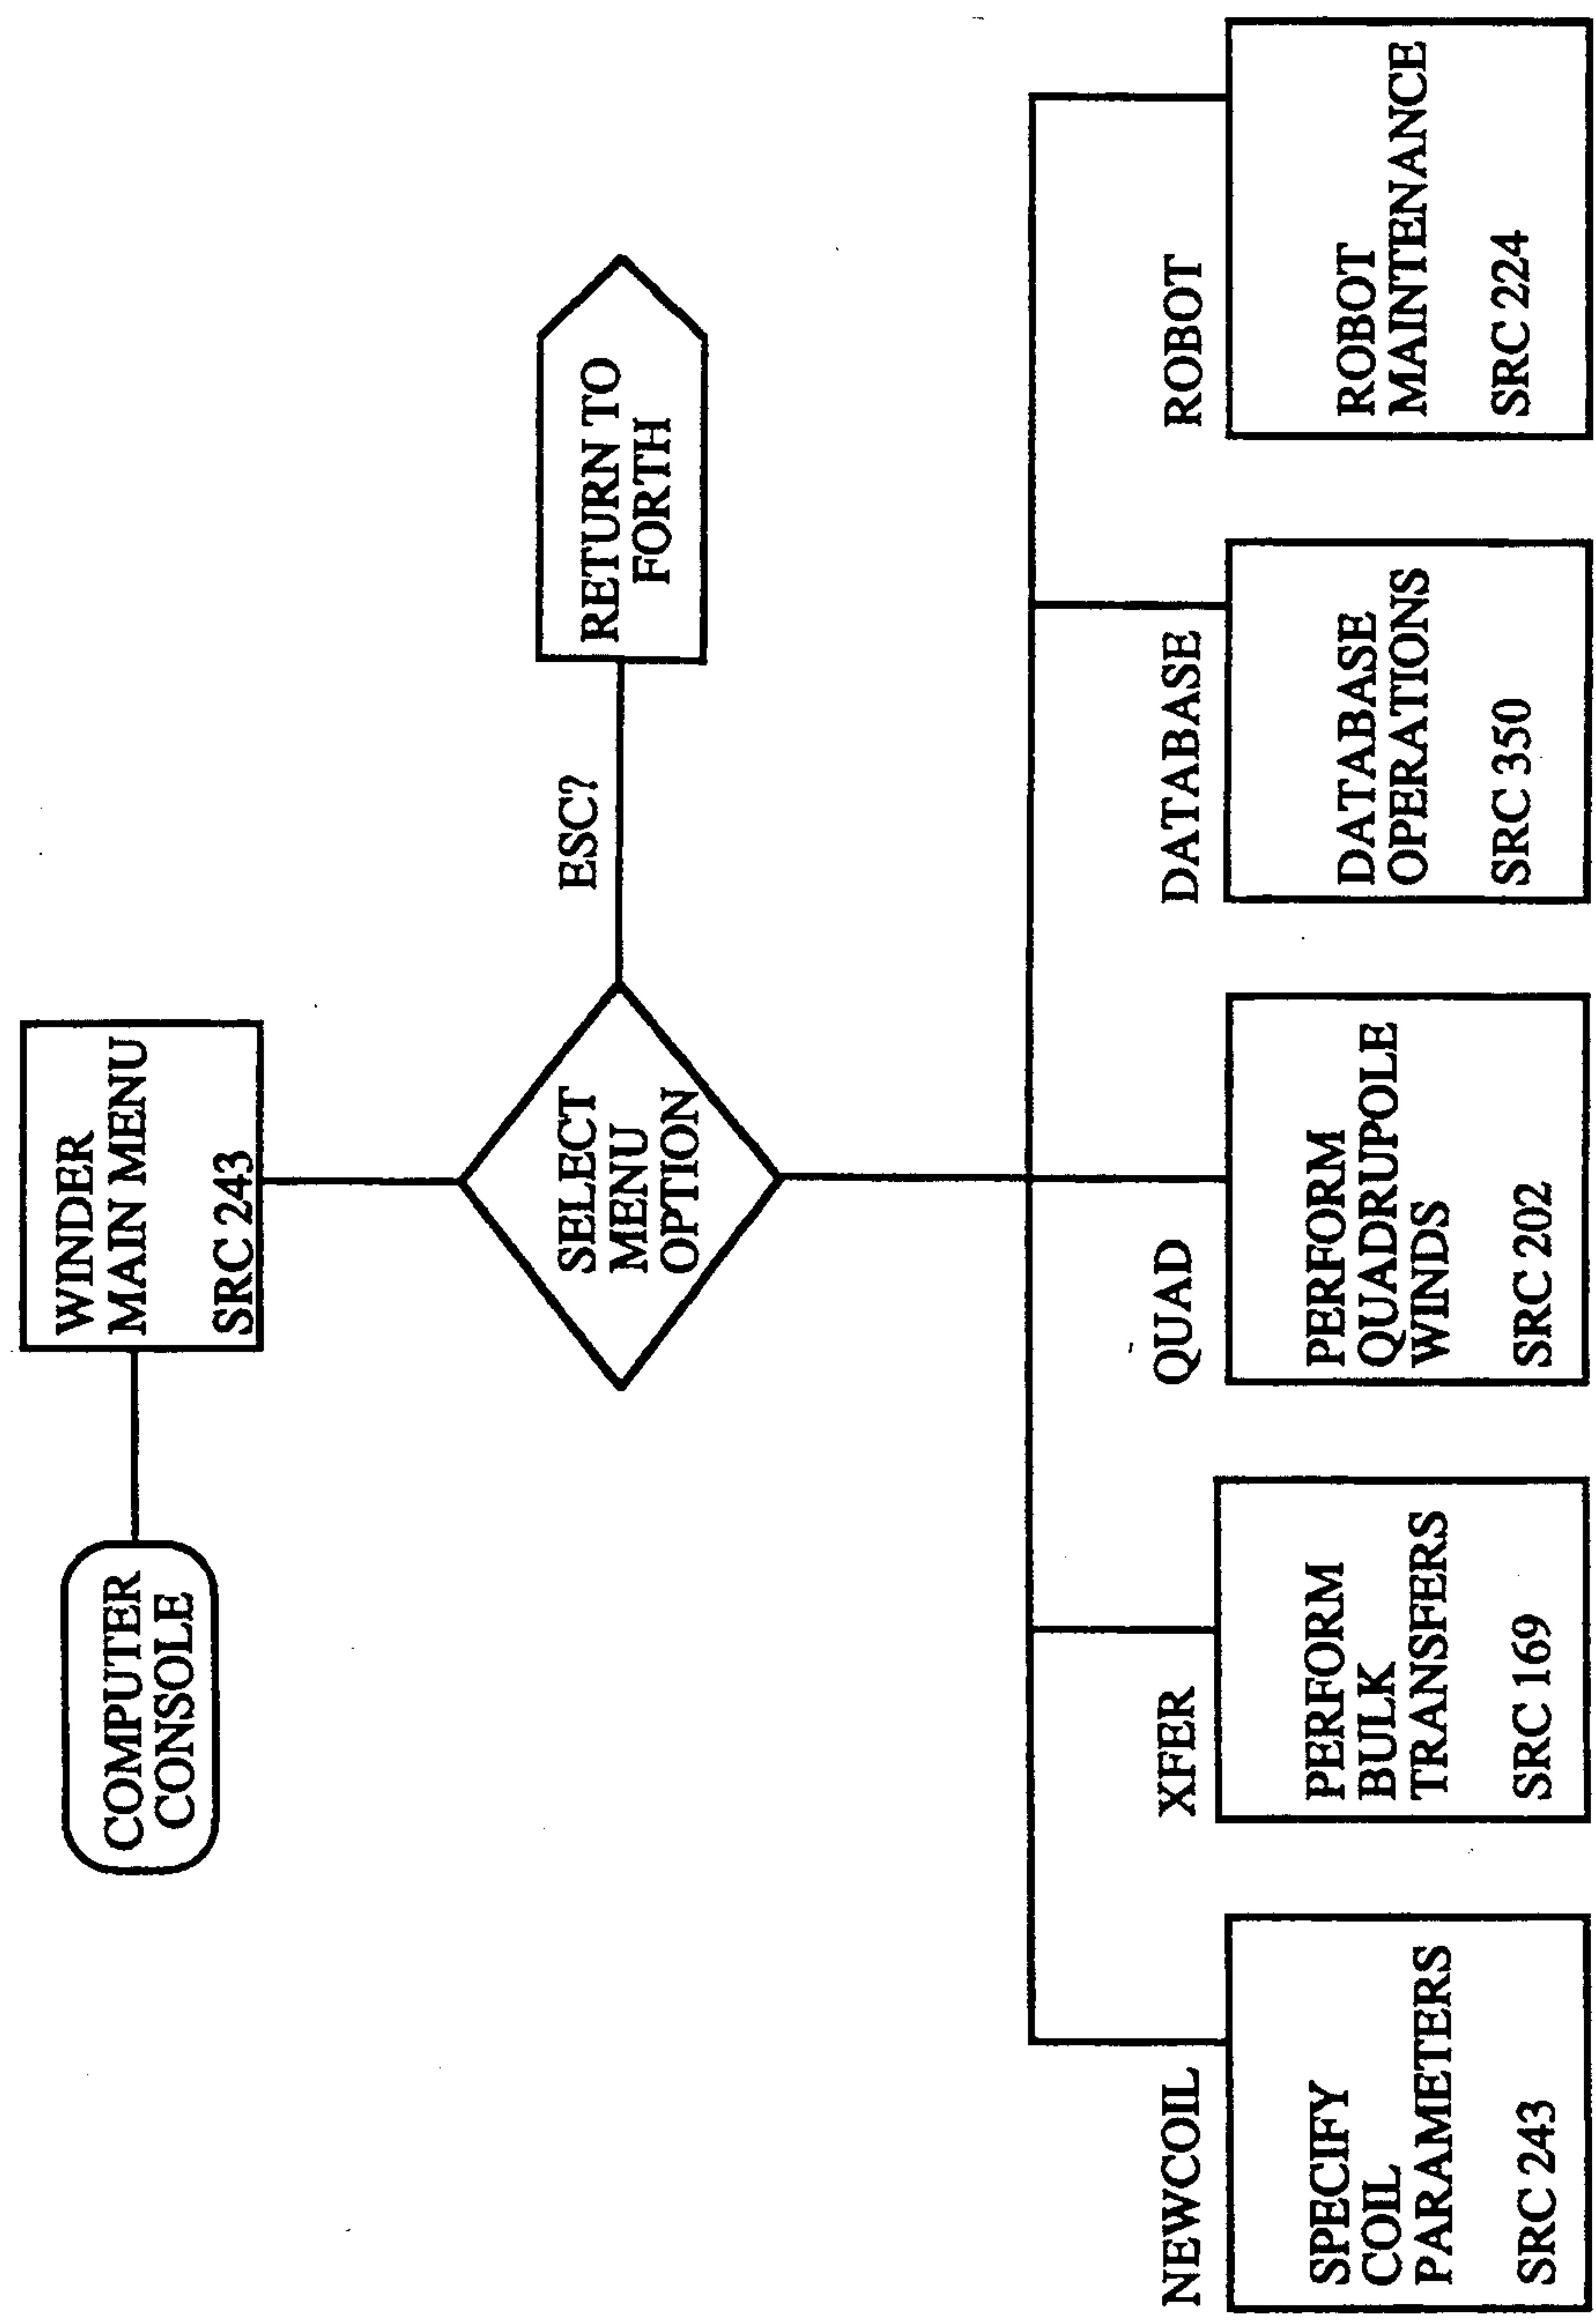 COMPUTER
CONSOLE
WINDER
MAIN MENU
SRC 243
SELECT
MENU
OPTION
ESC?
RETURN TO
FORTH
NEWCOIL
SPECIFY
COIL
PARAMETERS
SRC 243
XFER
PERFORM
BULK
TRANSFERS
SRC 169
QUAD
PERFORM
QUADRUPOLE
WINDS
SRC 202
DATABASE
DATABASE
OPERATIONS
SRC 350
ROBOT
ROBOT
MAINTENANCE
SRC 224